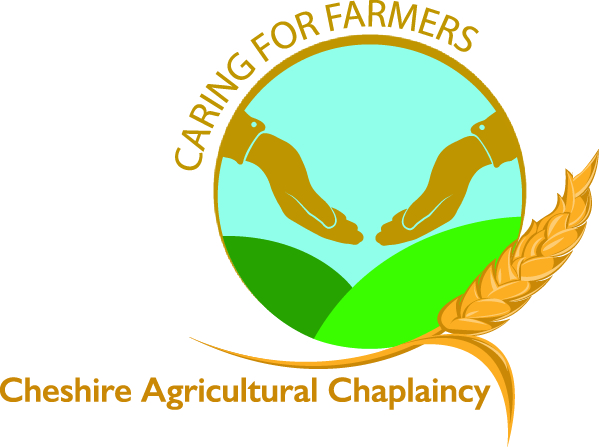 CARING FOR FARMERS
Cheshire Agricultural Chaplaincy